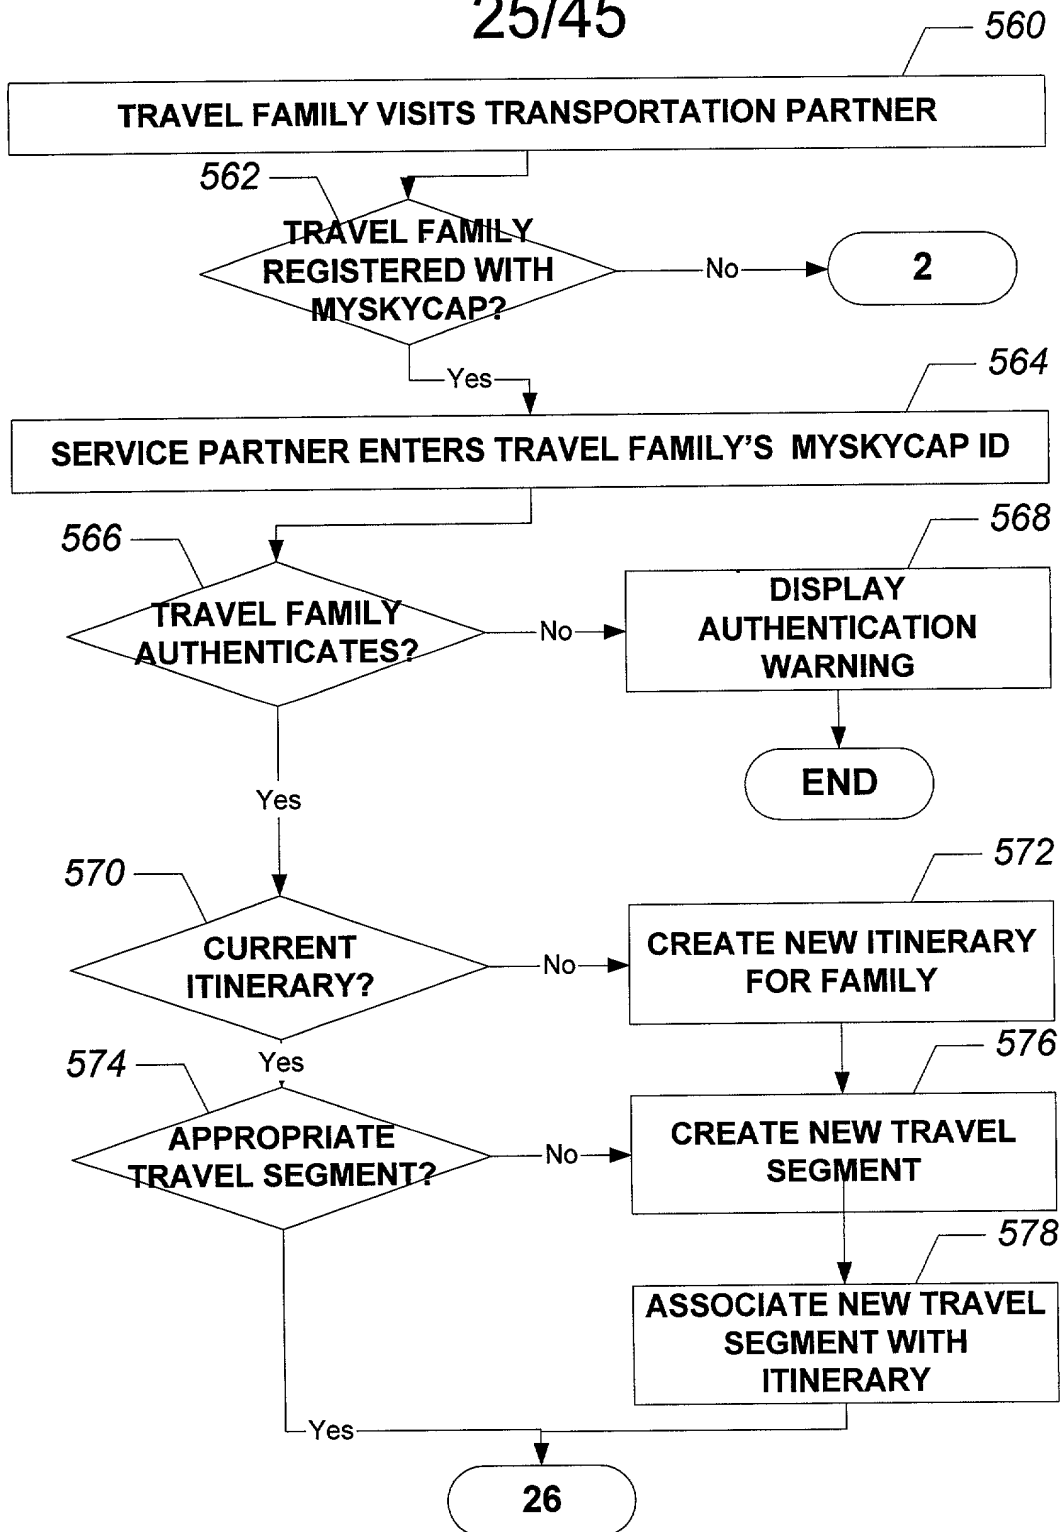 25/45
560
TRAVEL FAMILY VISITS TRANSPORTATION PARTNER
562
TRAVEL FAMILY
REGISTERED WITH
MYSKYCAP?
No
2
Yes
564
SERVICE PARTNER ENTERS TRAVEL FAMILY'S MYSKYCAP ID
566
568
TRAVEL FAMILY
AUTHENTICATES?
No
DISPLAY
AUTHENTICATION
WARNING
END
Yes
570
572
CURRENT
ITINERARY?
No
CREATE NEW ITINERARY
FOR FAMILY
Yes
574
576
APPROPRIATE
TRAVEL SEGMENT?
No
CREATE NEW TRAVEL
SEGMENT
578
ASSOCIATE NEW TRAVEL
SEGMENT WITH
ITINERARY
Yes
26